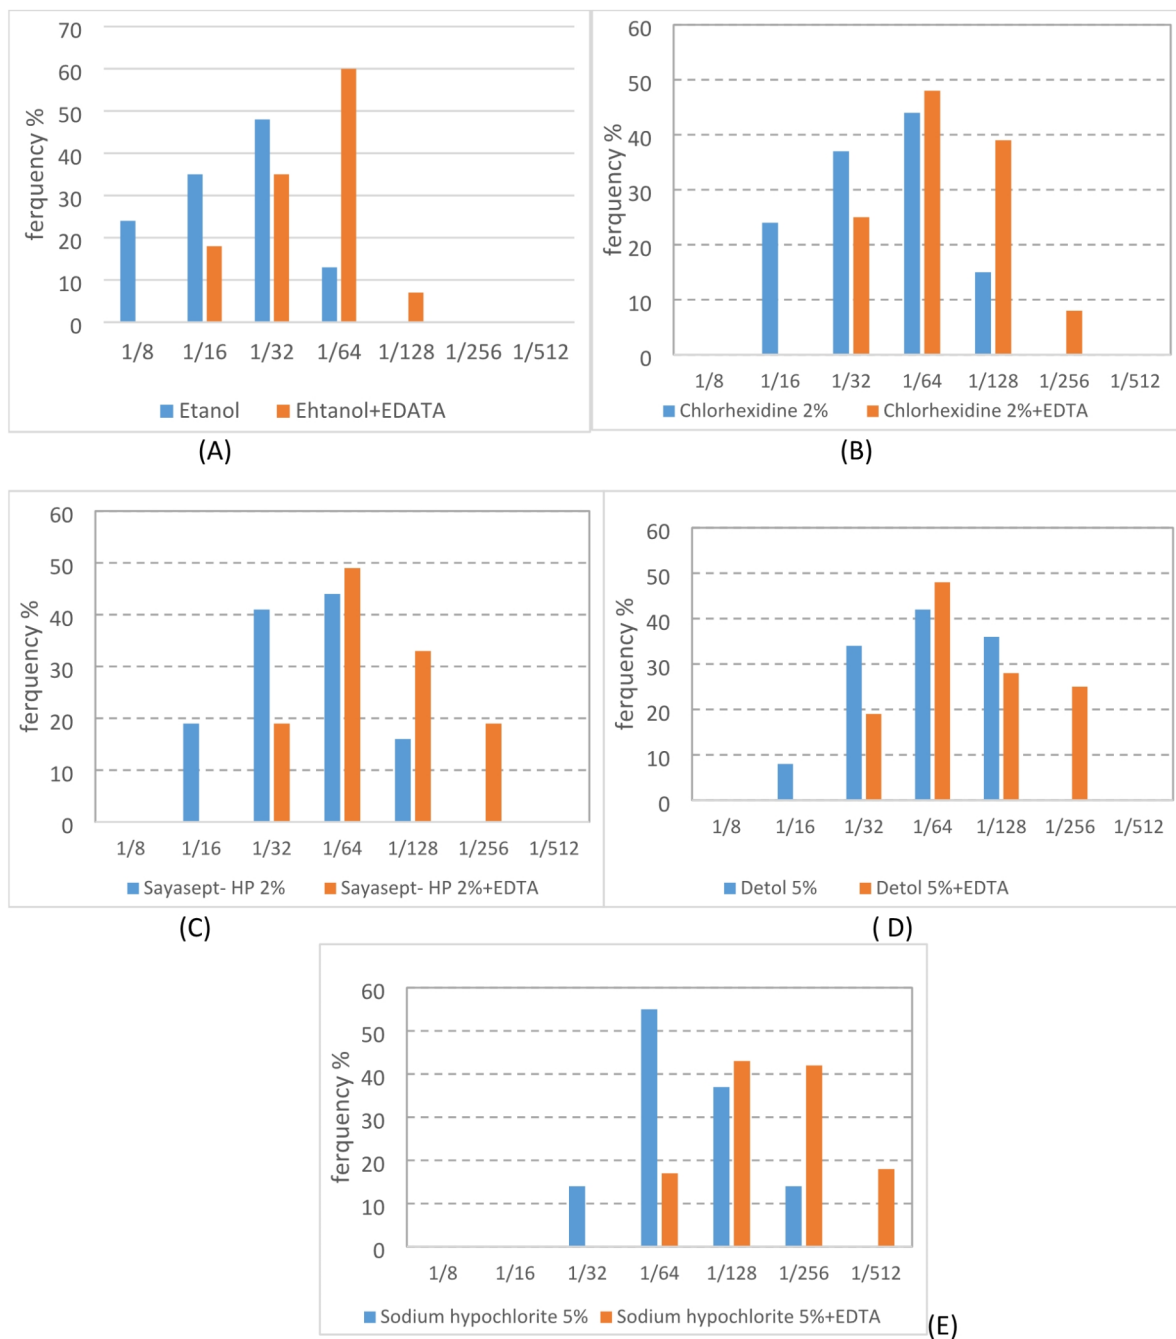 70
60
50
40
30
20
10
0
ferquency %
1/8 1/16 1/32 1/64 1/128 1/256 1/512
Etanol Ehtanol+EDATA
(A)
60
50
40
30
20
10
0
ferquency %
1/8 1/16 1/32 1/64 1/128 1/256 1/512
Chlorhexidine 2% Chlorhexidine 2%+EDTA
(B)
60
50
40
30
20
10
0
ferquency %
1/8 1/16 1/32 1/64 1/128 1/256 1/512
Sayasept- HP 2% Sayasept- HP 2%+EDTA
(C)
60
50
40
30
20
10
0
ferquency %
1/8 1/16 1/32 1/64 1/128 1/256 1/512
Detol 5% Detol 5%+EDTA
( D)
60
50
40
30
20
10
0
ferquency %
1/8 1/16 1/32 1/64 1/128 1/256 1/512
Sodium hypochlorite 5% Sodium hypochlorite 5%+EDTA
(E)